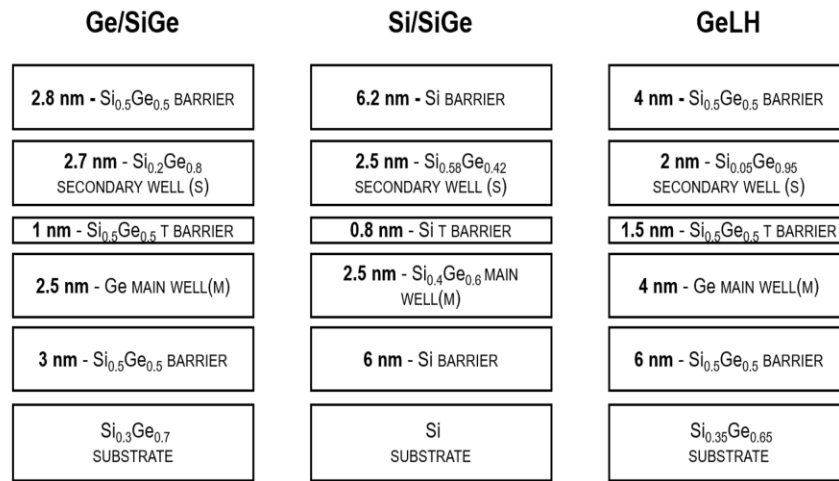 Ge/SiGe
2.8 nm - Si0.5Ge0.5 BARRIER
2.7 nm - Si0.2Ge0.8
SECONDARY WELL (S)
1 nm - Si0.5Ge0.5 T BARRIER
2.5 nm - Ge MAIN WELL(M)
3 nm - Si0.5Ge0.5 BARRIER
Si0.3Ge0.7
SUBSTRATE
Si/SiGe
6.2 nm - Si BARRIER
2.5 nm - Si0.58Ge0.42
SECONDARY WELL (S)
0.8 nm - Si T BARRIER
2.5 nm - Si0.4Ge0.6 MAIN
WELL(M)
6 nm - Si BARRIER
Si
SUBSTRATE
GeLH
4 nm - Si0.5Ge0.5 BARRIER
2 nm - Si0.05Ge0.95
SECONDARY WELL (S)
1.5 nm - Si0.5Ge0.5 T BARRIER
4 nm - Ge MAIN WELL(M)
6 nm - Si0.5Ge0.5 BARRIER
Si0.35Ge0.65
SUBSTRATE